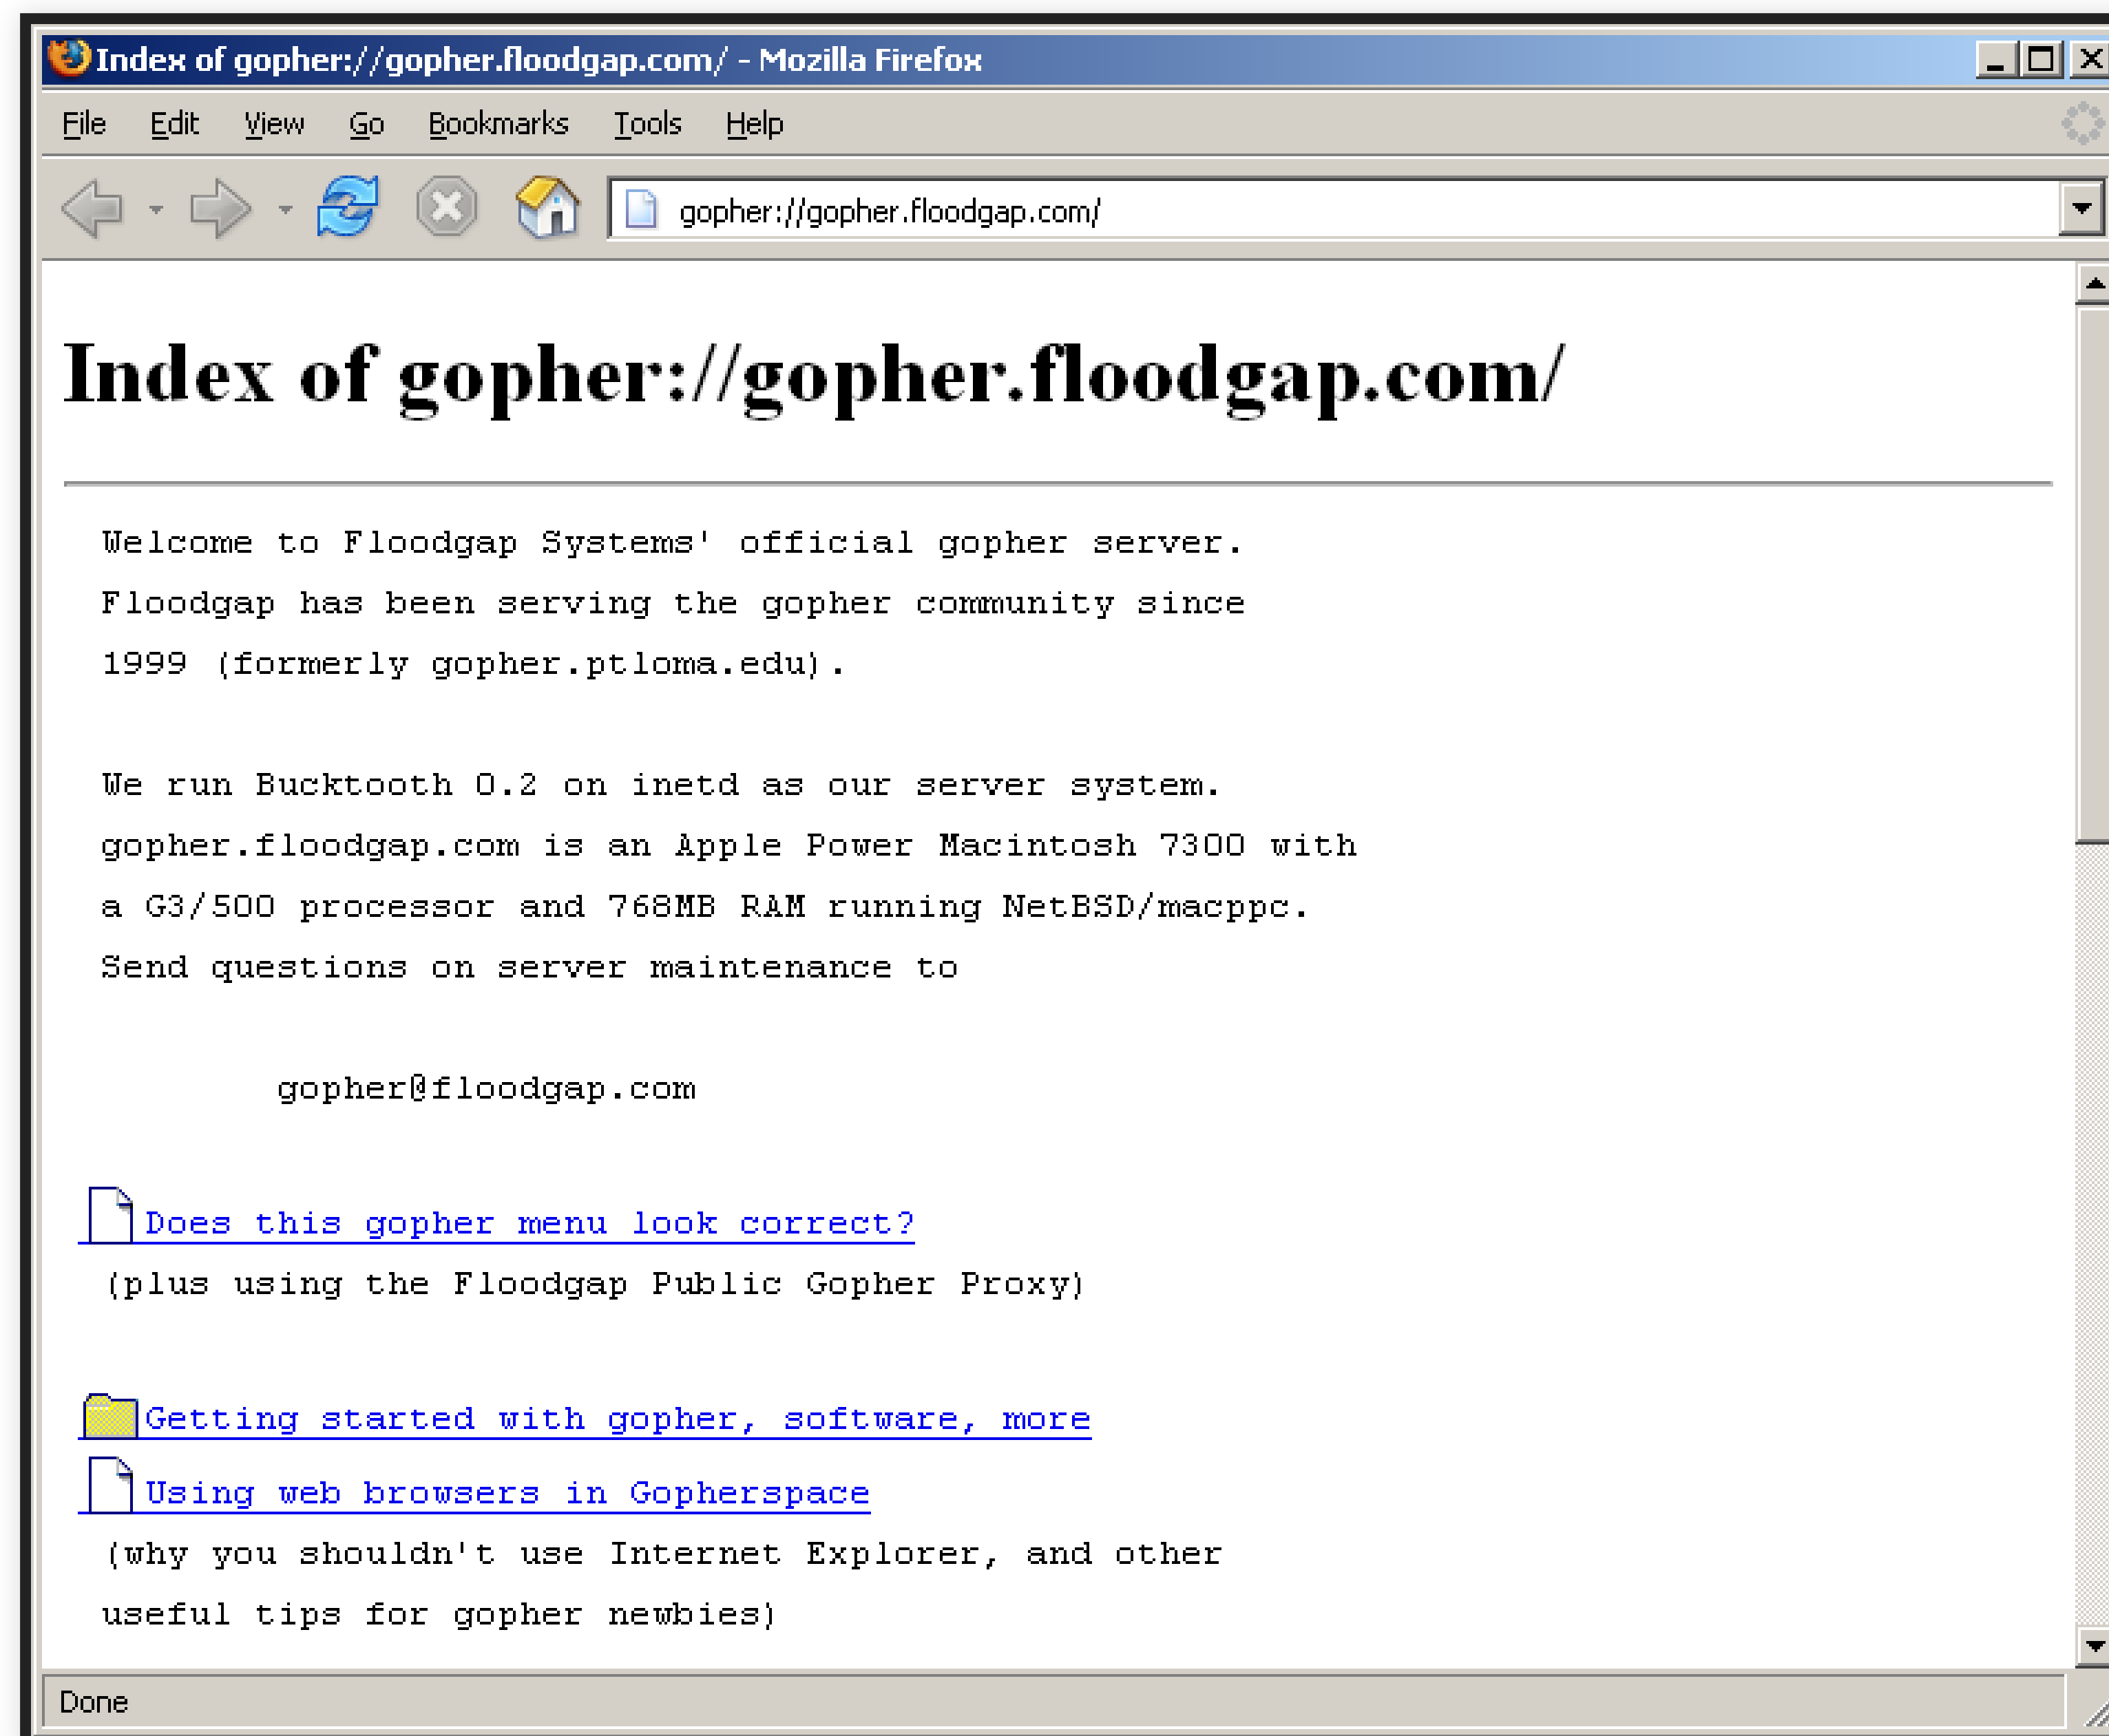 Index of gopher://gopher.floodgap.com/ - Mozilla Firefox
File Edit View Go Bookmarks Tools Help
gopher://gopher.floodgap.com/
Index of gopher://gopher.floodgap.com/
Welcome to Floodgap Systems' official gopher server.
Floodgap has been serving the gopher community since
1999 (formerly gopher.ptloma.edu).
We run Bucktooth 0.2 on inetd as our server system.
gopher.floodgap.com is an Apple Power Macintosh 7300 with
a G3/500 processor and 768MB RAM running NetBSD/macppc.
Send questions on server maintenance to
gopher@floodgap.com
Does this gopher menu look correct?
(plus using the Floodgap Public Gopher Proxy)
Getting started with gopher, software, more
Using web browsers in Gopherspace
(why you shouldn't use Internet Explorer, and other
useful tips for gopher newbies)
Done